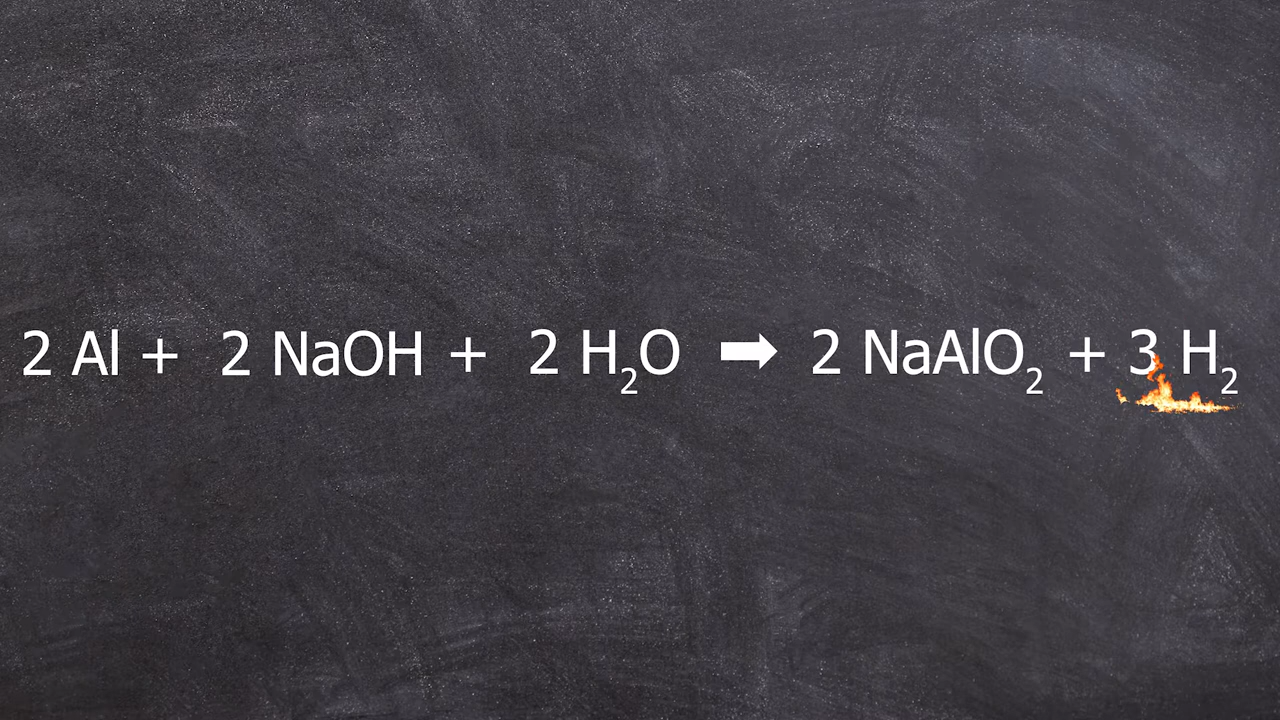 2 Al + 2 NaOH + 2 H₂O ➡ 2 NaAlO₂ + 3 H₂